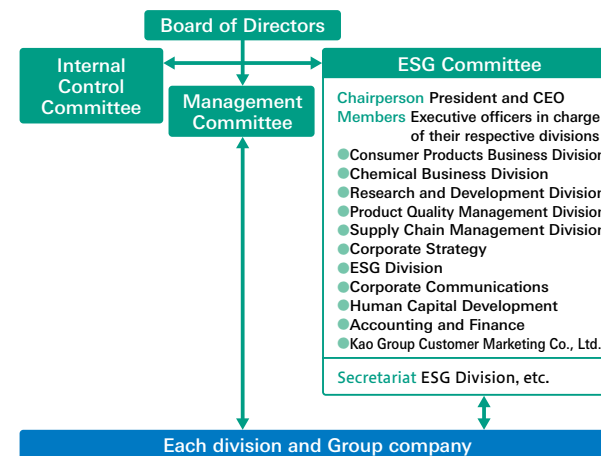 Board of Directors
Internal
Control
Committee
Management
Committee
ESG Committee
Chairperson President and CEO
Members Executive officers in charge
of their respective divisions
●Consumer Products Business Division
●Chemical Business Division
●Research and Development Division
●Product Quality Management Division
●Supply Chain Management Division
●Corporate Strategy
●ESG Division
●Corporate Communications
●Human Capital Development
●Accounting and Finance
●Kao Group Customer Marketing Co., Ltd.
Secretariat ESG Division, etc.
Each division and Group company